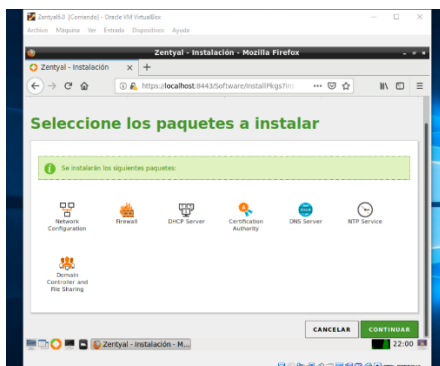 Zentyal6.0 [Corriendo] - Oracle VM VirtualBox
Archivo Máquina Ver Entrada Dispositivos Ayuda
Zentyal - Instalación - Mozilla Firefox
Zentyal - Instalación
https://localhost:8443/Software/InstallPkgs?
Seleccione los paquetes a instalar
Se instalarán los siguientes paquetes:
Network Configuration
Firewall
DHCP Server
Certification Authority
DNS Server
NTP Service
Domain Controller and File Sharing
CANCELAR CONTINUAR
Zentyal - Instalación - M...
22:00